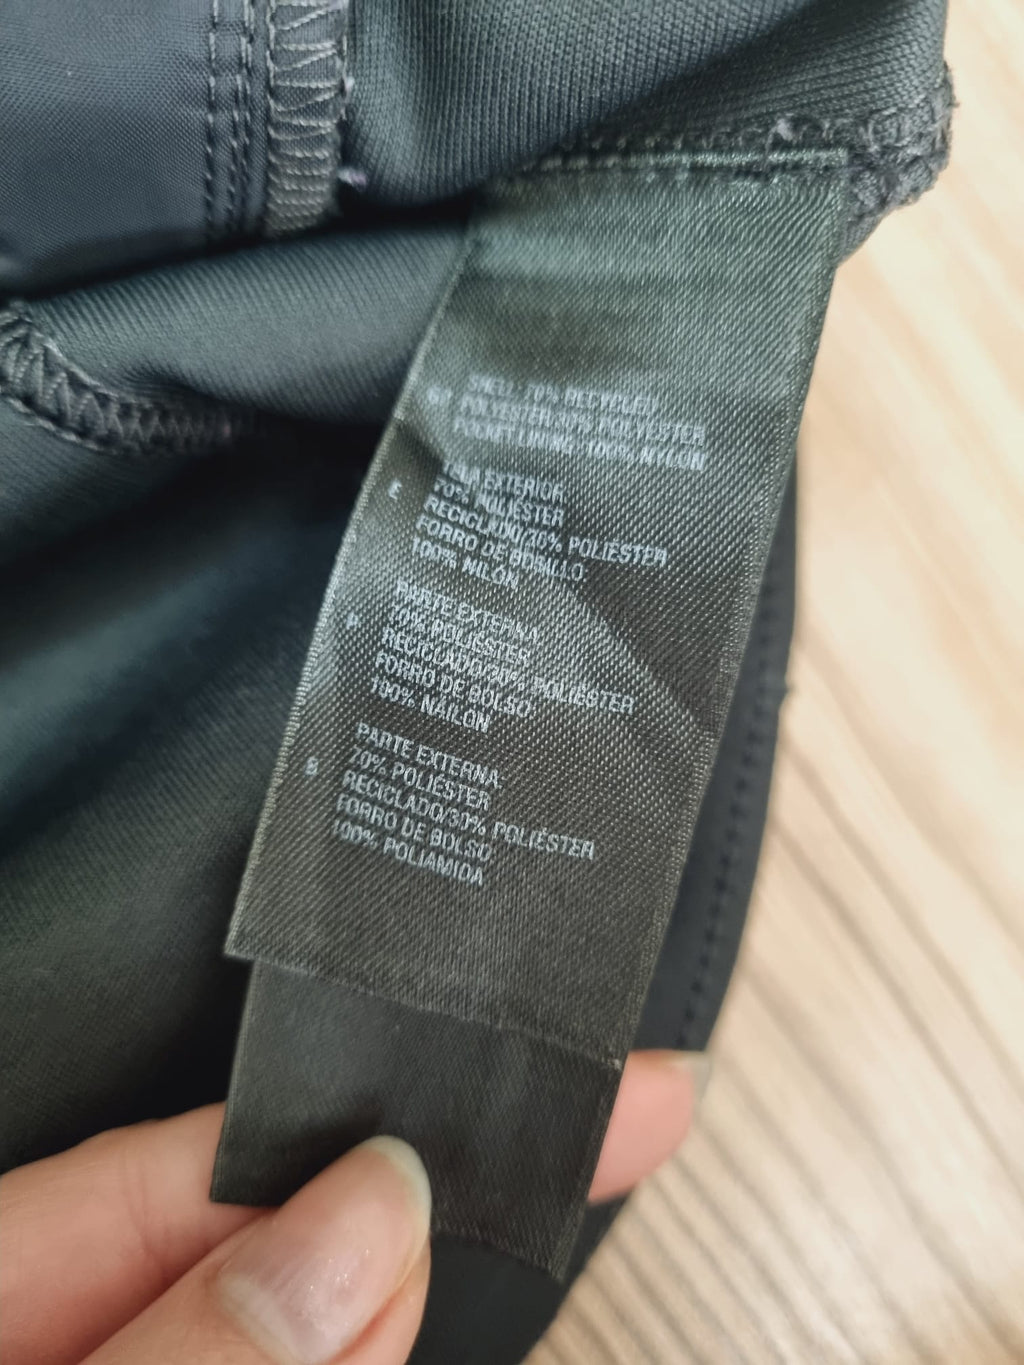 SHELL 70% RECYCLED
POLYESTER/30% POLYESTER
POCKET LINING 100% NYLON
E
EXTERIOR
70% POLIÉSTER
RECICLADO/30% POLIÉSTER
FORRO DE BOLSILLO
100% NILÓN
P
PARTE EXTERNA
70% POLIÉSTER
RECICLADO/30% POLIÉSTER
FORRO DE BOLSO
100% NÁILON
B
PARTE EXTERNA
70% POLIÉSTER
RECICLADO/30% POLIÉSTER
FORRO DE BOLSO
100% POLIAMIDA